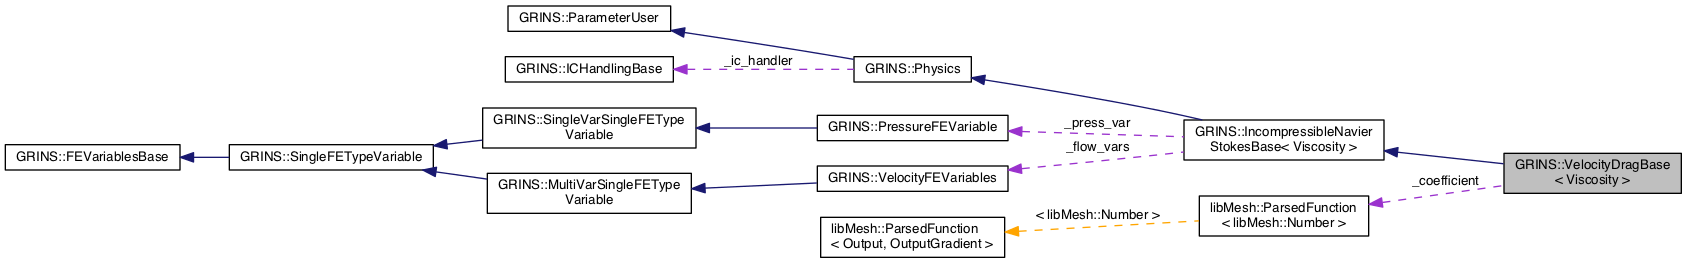 GRINS::ParameterUser
GRINS::ICHandlingBase
_ic_handler
GRINS::Physics
GRINS::SingleVarSingleFEType
Variable
GRINS::PressureFEVariable
_press_var
GRINS::IncompressibleNavier
StokesBase< Viscosity >
_flow_vars
GRINS::FEVariablesBase
GRINS::SingleFETypeVariable
GRINS::MultiVarSingleFEType
Variable
GRINS::VelocityFEVariables
GRINS::VelocityDragBase
< Viscosity >
_coefficient
libMesh::ParsedFunction
< libMesh::Number >
< libMesh::Number >
libMesh::ParsedFunction
< Output, OutputGradient >